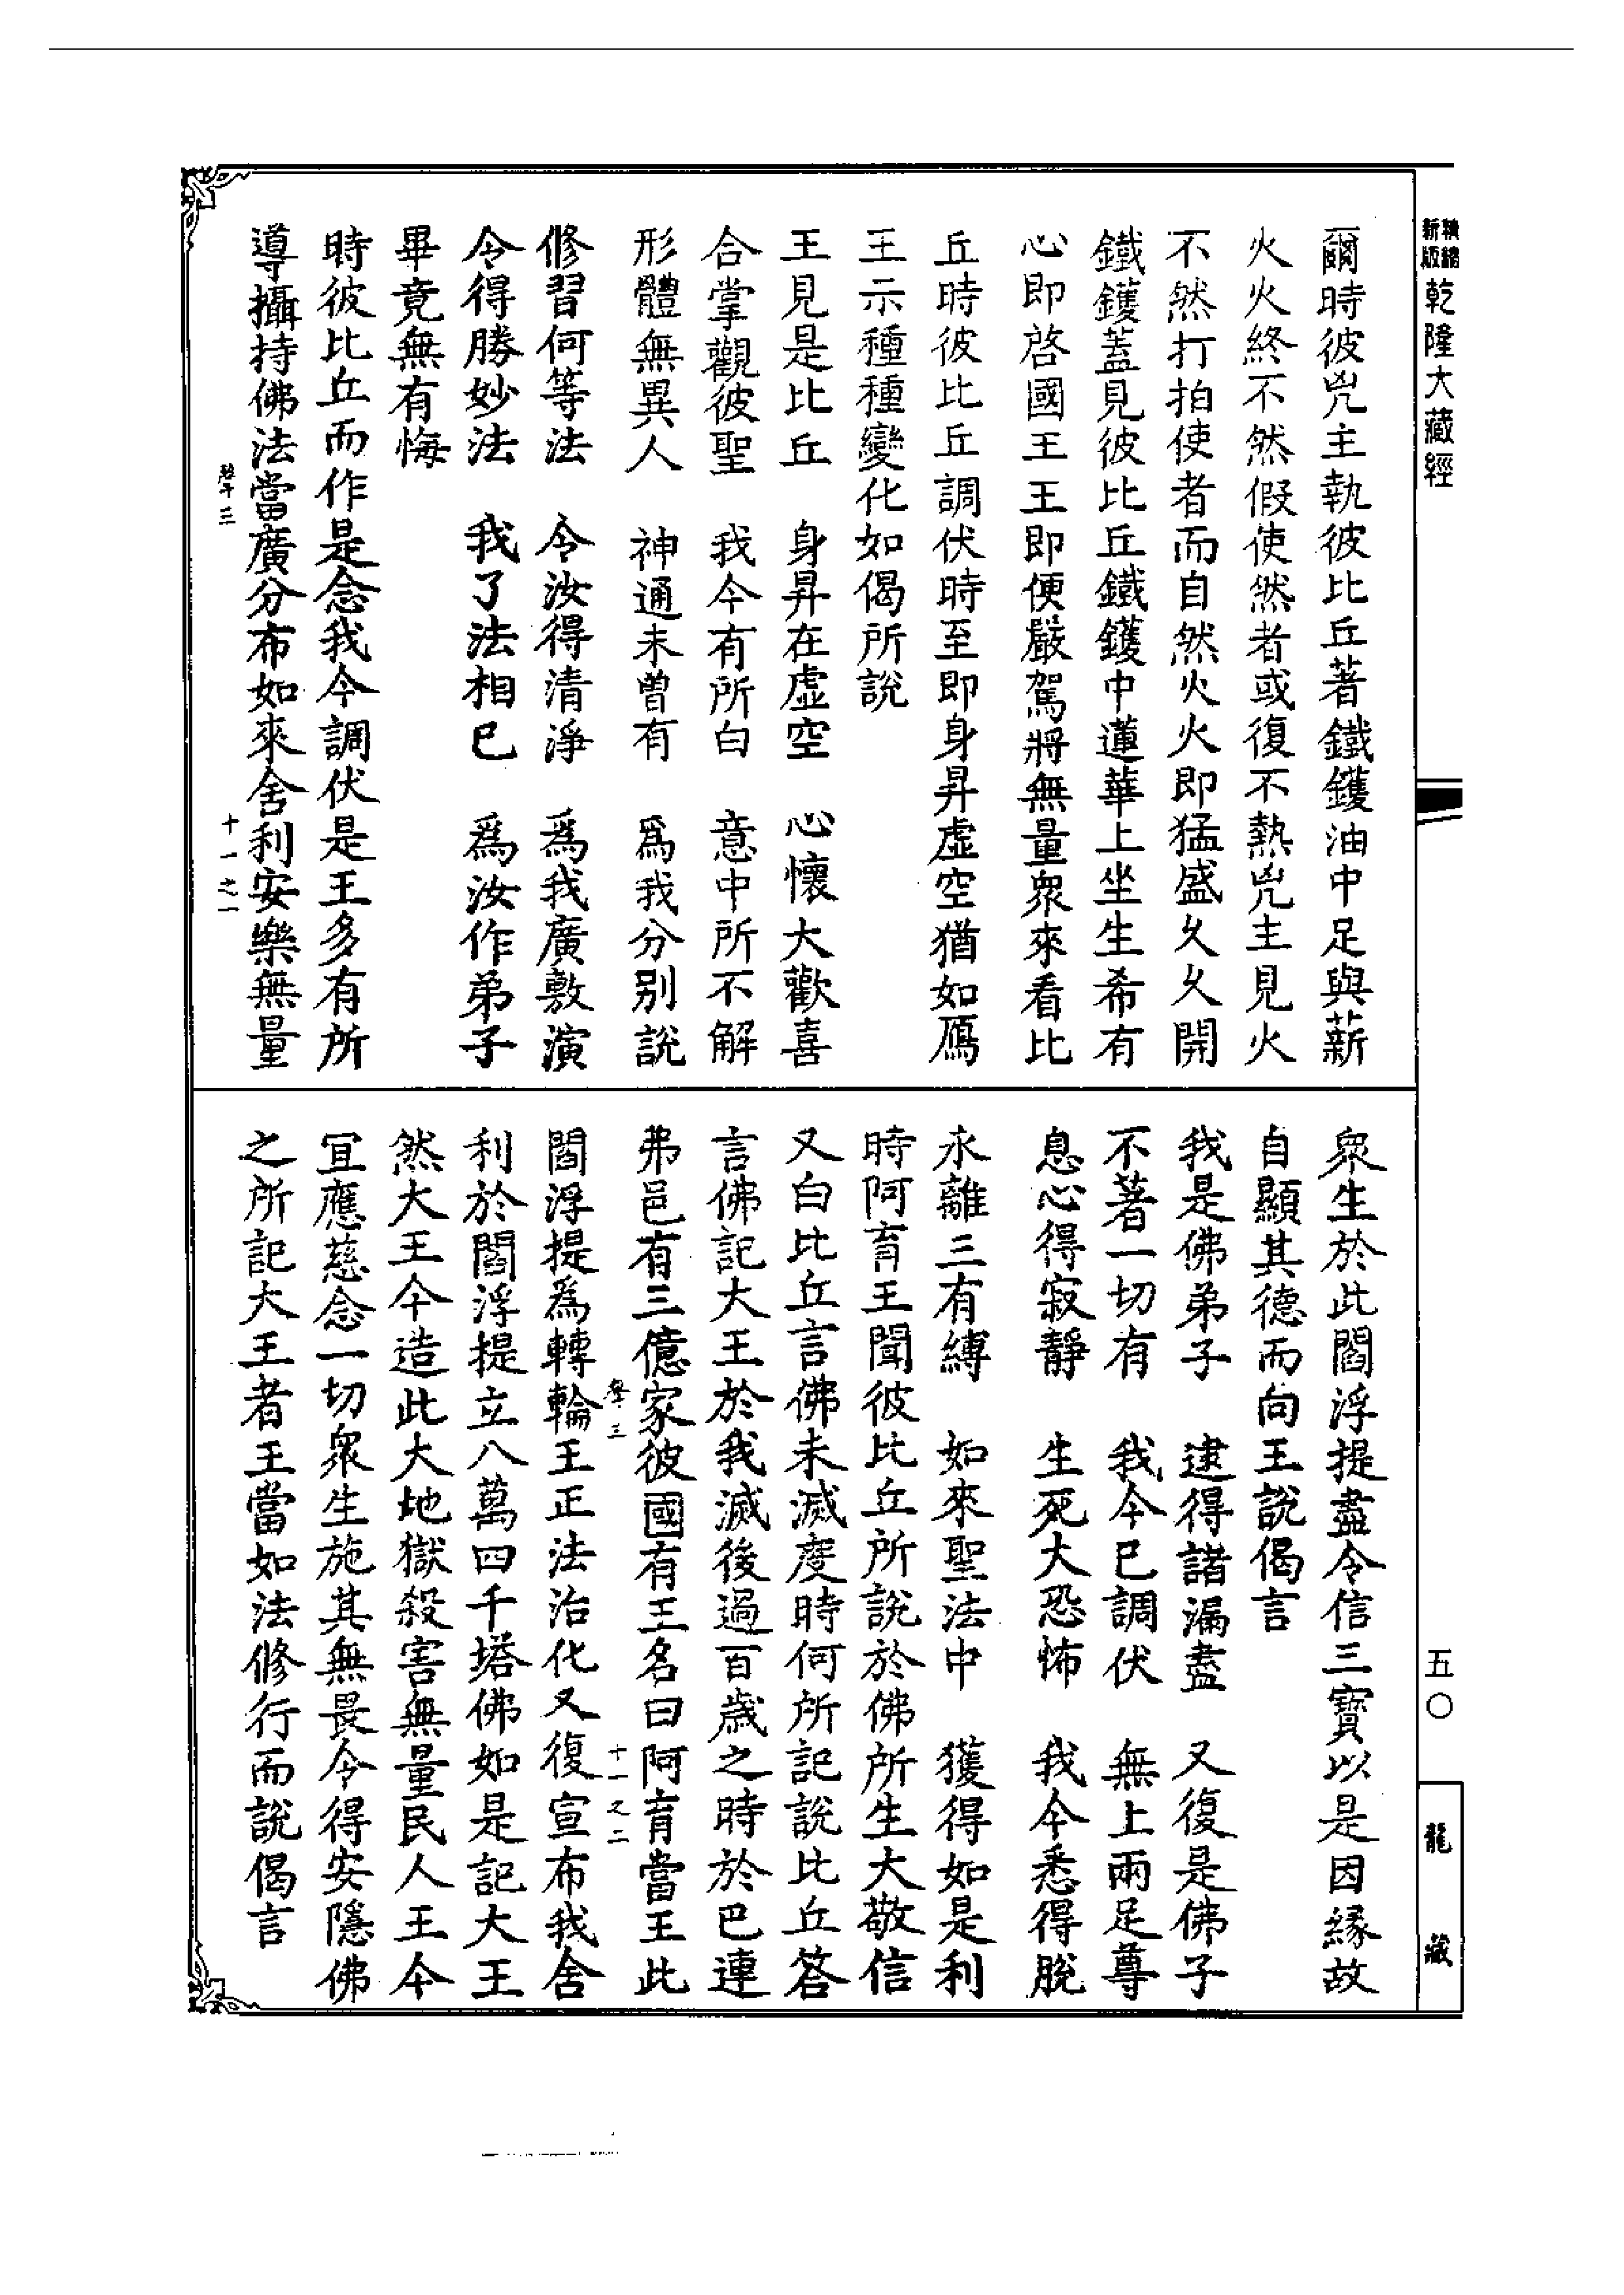 乾隆大藏經
爾時彼兇主執彼比丘著鐵鑊油中足與薪
火火終不然假使然者或復不熱兇主見火
不然打拍使者而自然火火即猛盛久久開
鐵鑊蓋見彼比丘鐵鑊中蓮華上坐生希有
心即啓國王王即便嚴駕將無量衆來看比
丘時彼比丘調伏時至即身昇虛空猶如鴈
王示種種變化如偈所說
王見是比丘　身昇在虛空　心懷大歡喜
合掌觀彼聖　我今有所白　意中所不解
形體無異人　神通未曾有　爲我分別說
修習何等法　令汝得清淨　爲我廣敷演
令得勝妙法　我了法相已　爲汝作弟子
畢竟無有悔
時彼比丘而作是念我今調伏是王多有所
導攝持佛法當廣分布如來舍利安樂無量
三　十一之一
衆生於此閻浮提盡令信三寶以是因緣故
自顯其德而向王說偈言
我是佛弟子　逮得諸漏盡　又復是佛子
不著一切有　我今已調伏　無上兩足尊
息心得寂靜　生死大恐怖　我今悉得脫
永離三有縛　如來聖法中　獲得如是利
時阿育王聞彼比丘所說於佛所生大敬信
又白比丘言佛未滅度時何所記說比丘答
言佛記大王於我滅後過百歲之時於巴連
弗邑有三億家彼國有王名曰阿育當王此
三　十一之二
閻浮提爲轉輪王正法治化又復宣布我舍
利於閻浮提立八萬四千塔佛如是記大王
然大王今造此大地獄殺害無量民人王今
宜應慈念一切衆生施其無畏令得安隱佛
之所記大王者王當如法修行而說偈言
五〇
龍藏